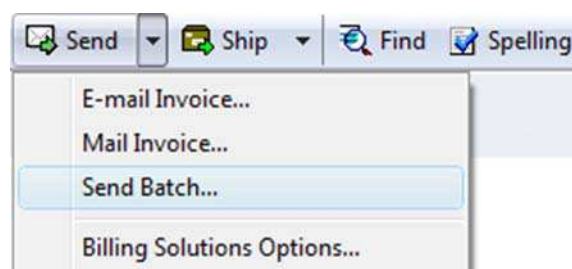 Send Ship Find Spelling
E-mail Invoice...
Mail Invoice...
Send Batch...
Billing Solutions Options...